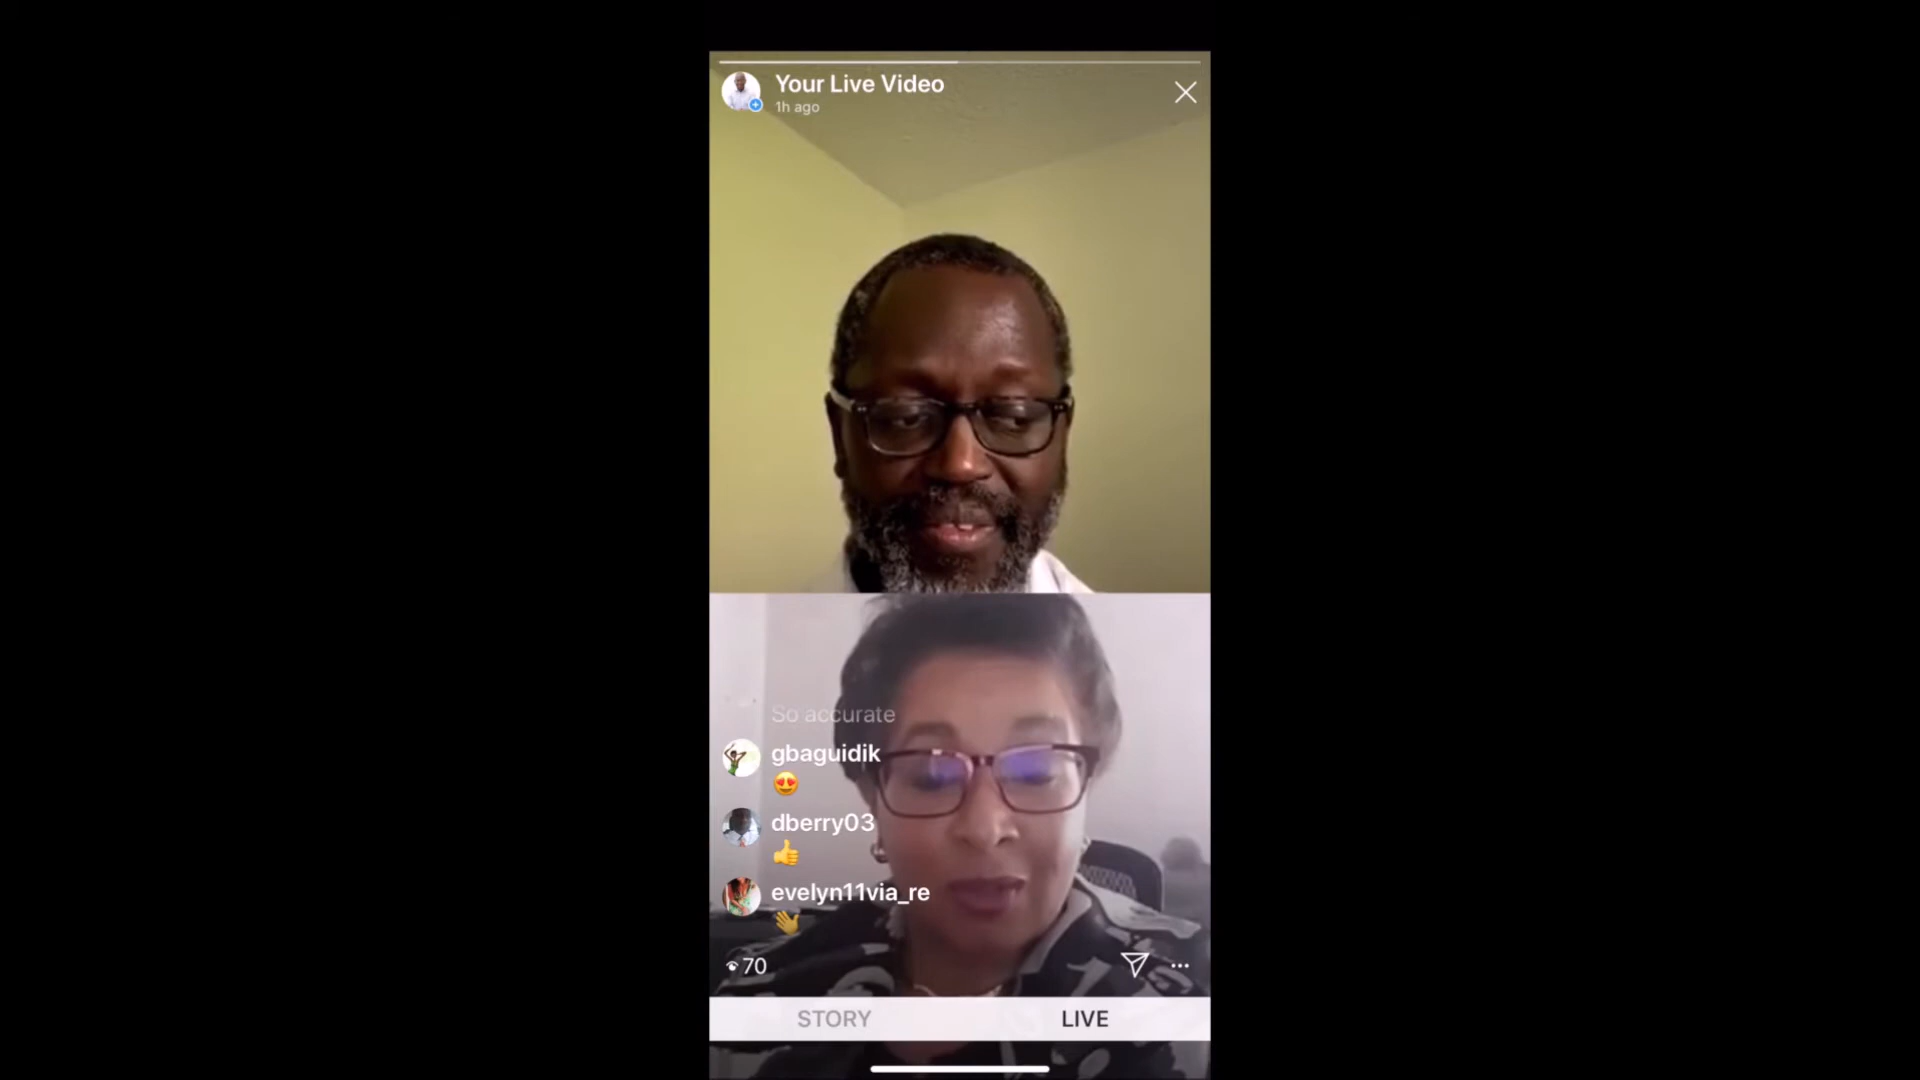 Your Live Video
1h ago
So accurate
gbaguidik
😍
dberry03
👍
evelyn11via_re
👋
70
STORY
LIVE